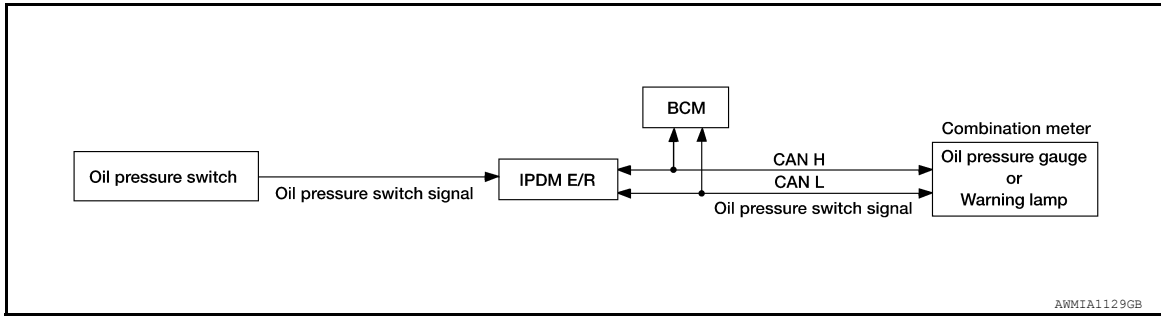 BCM
Combination meter
Oil pressure switch
Oil pressure switch signal
IPDM E/R
CAN H
CAN L
Oil pressure switch signal
Oil pressure gauge
or
Warning lamp
AWMIA1129GB